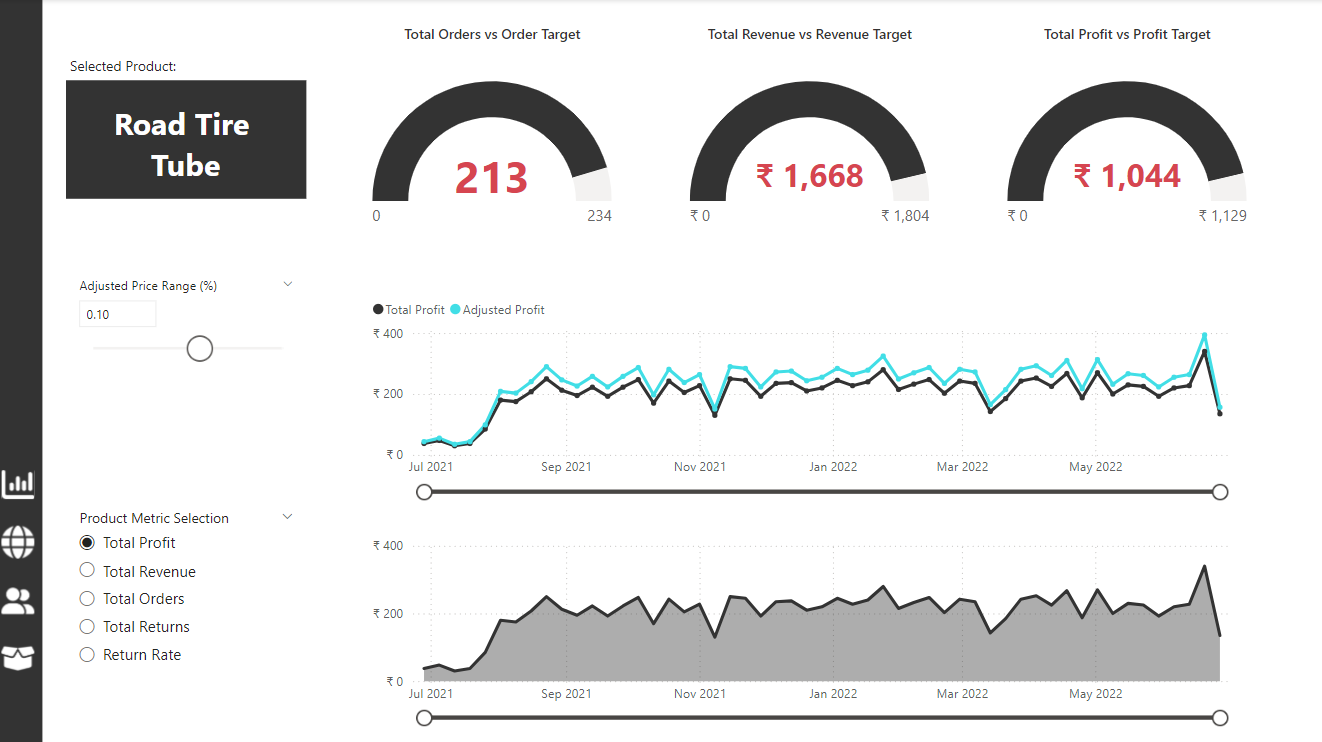 Total Orders vs Order Target
Total Revenue vs Revenue Target
Total Profit vs Profit Target
Selected Product:
Road Tire
Tube
213
₹ 1,668
₹ 1,044
0
234
₹ 0
₹ 1,804
₹ 0
₹ 1,129
Adjusted Price Range (%)
0.10
Total Profit
Adjusted Profit
₹ 400
₹ 200
₹ 0
Jul 2021
Sep 2021
Nov 2021
Jan 2022
Mar 2022
May 2022
Product Metric Selection
Total Profit
Total Revenue
Total Orders
Total Returns
Return Rate
₹ 400
₹ 200
₹ 0
Jul 2021
Sep 2021
Nov 2021
Jan 2022
Mar 2022
May 2022